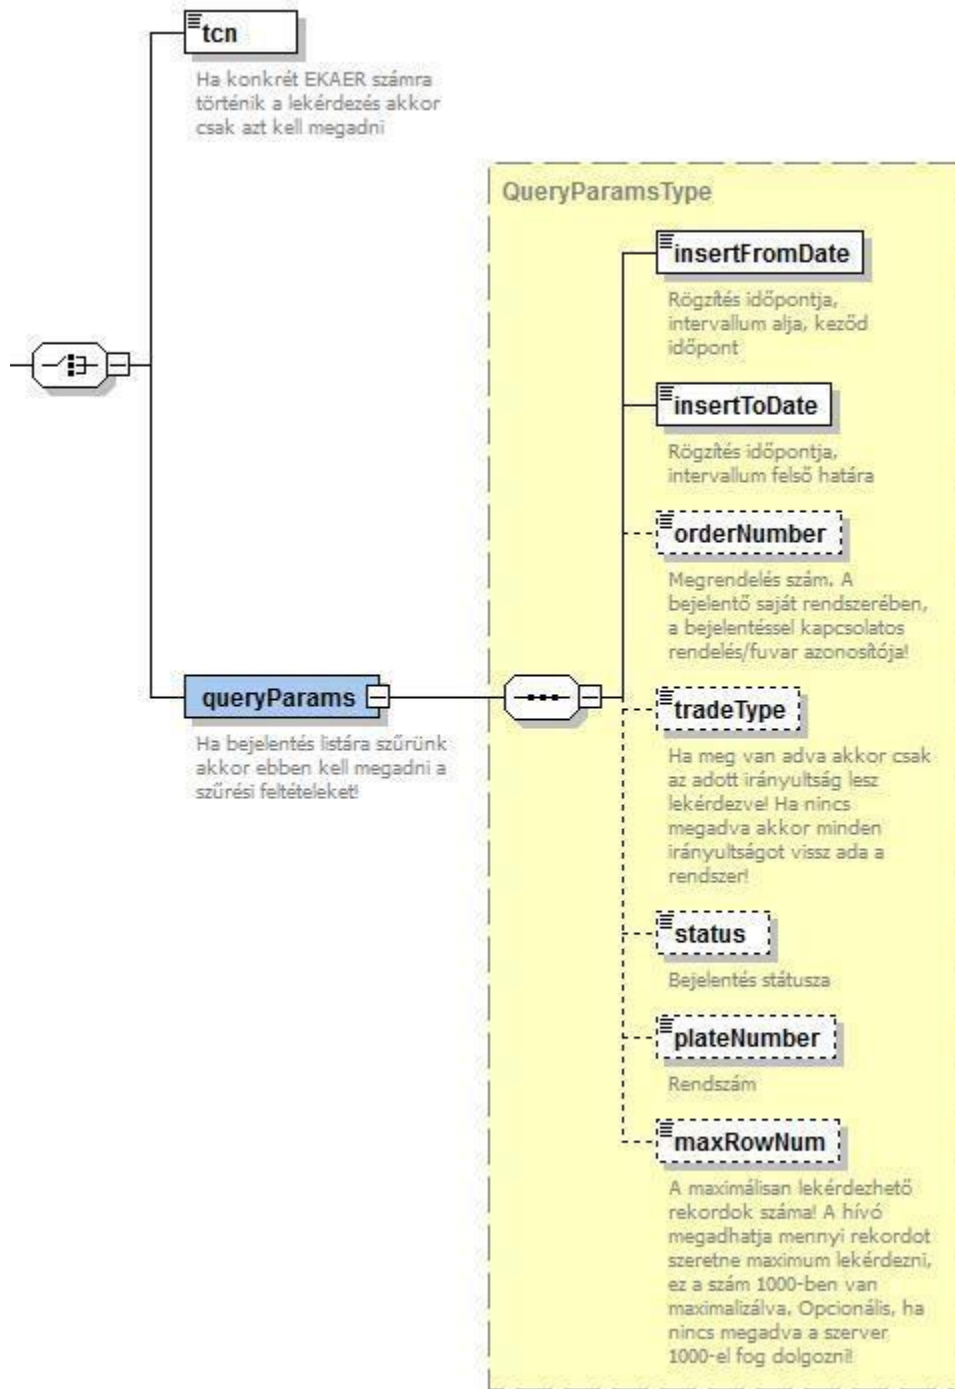 tcn
Ha konkrét EKAER számra
történik a lekérdezés akkor
csak azt kell megadni
QueryParamsType
insertFromDate
Rögzítés időpontja,
intervallum alja, keződ
időpont
insertToDate
Rögzítés időpontja,
intervallum felső határa
orderNumber
Megrendelés szám. A
bejelentő saját rendszerében,
a bejelentéssel kapcsolatos
rendelés/fuvar azonosítója!
queryParams
Ha bejelentés listára szűrünk
akkor ebben kell megadni a
szűrési feltételeket!
tradeType
Ha meg van adva akkor csak
az adott irányultság lesz
lekérdezve! Ha nincs
megadva akkor minden
irányultságot vissz ada a
rendszer!
status
Bejelentés státusza
plateNumber
Rendszám
maxRowNum
A maximálisan lekérdezhető
rekordok száma! A hívó
megadhatja mennyi rekordot
szeretne maximum lekérdezni,
ez a szám 1000-ben van
maximalizálva. Opcionális, ha
nincs megadva a szerver
1000-el fog dolgozni!